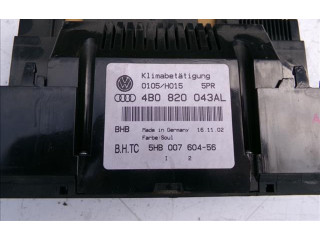 Klimabetätigung
0105/H015 5PR
4B0 820 043AL
BHB Made in Germany 18.11.02
Farbe:Soul
B.H.TC 5HB 007 604-56
1 2